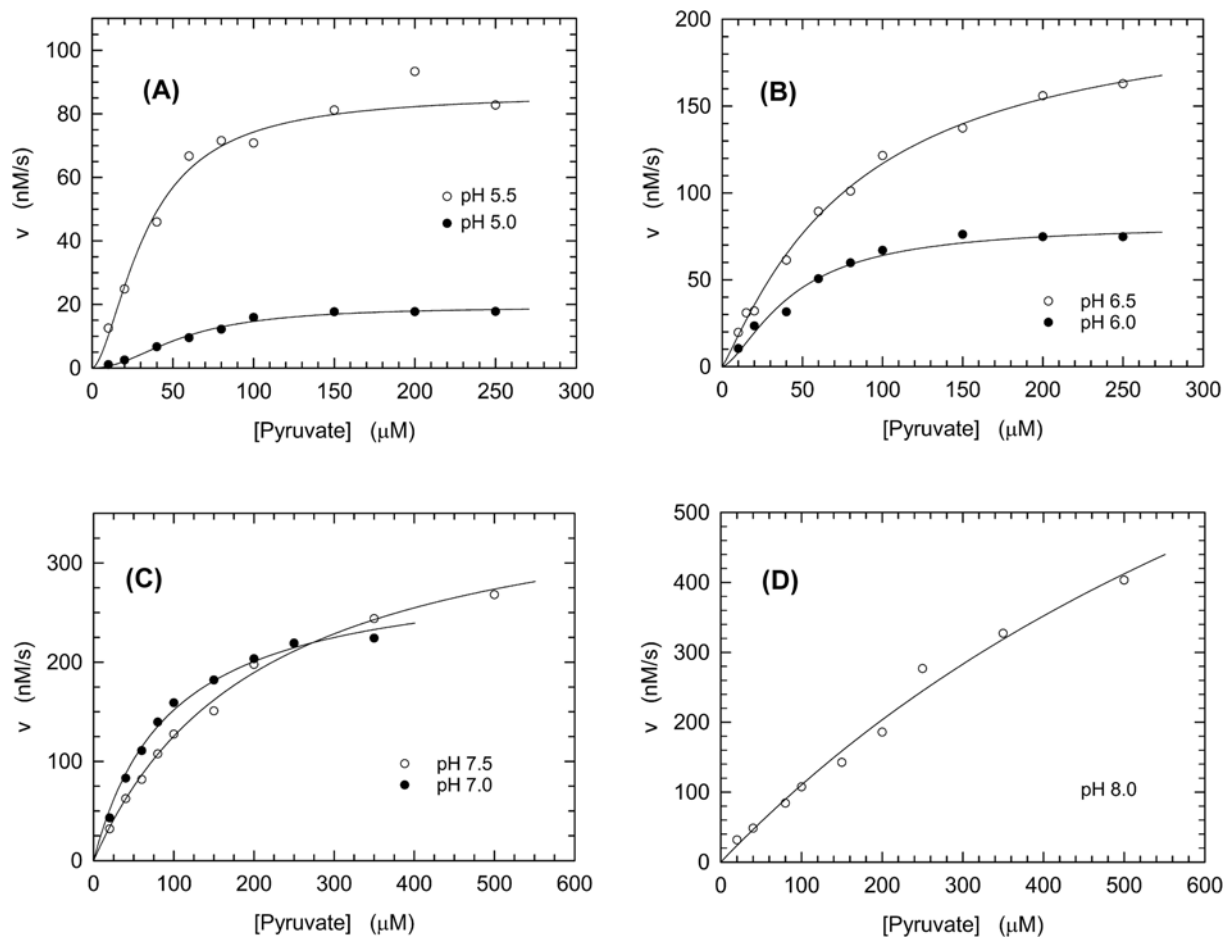 (A)
100
80
60
40
20
0
v (nM/s)
pH 5.5
pH 5.0
0 50 100 150 200 250 300
[Pyruvate] (μM)
(B)
200
150
100
50
0
v (nM/s)
pH 6.5
pH 6.0
0 50 100 150 200 250 300
[Pyruvate] (μM)
(C)
300
200
100
0
v (nM/s)
pH 7.5
pH 7.0
0 100 200 300 400 500 600
[Pyruvate] (μM)
(D)
500
400
300
200
100
0
v (nM/s)
pH 8.0
0 100 200 300 400 500 600
[Pyruvate] (μM)